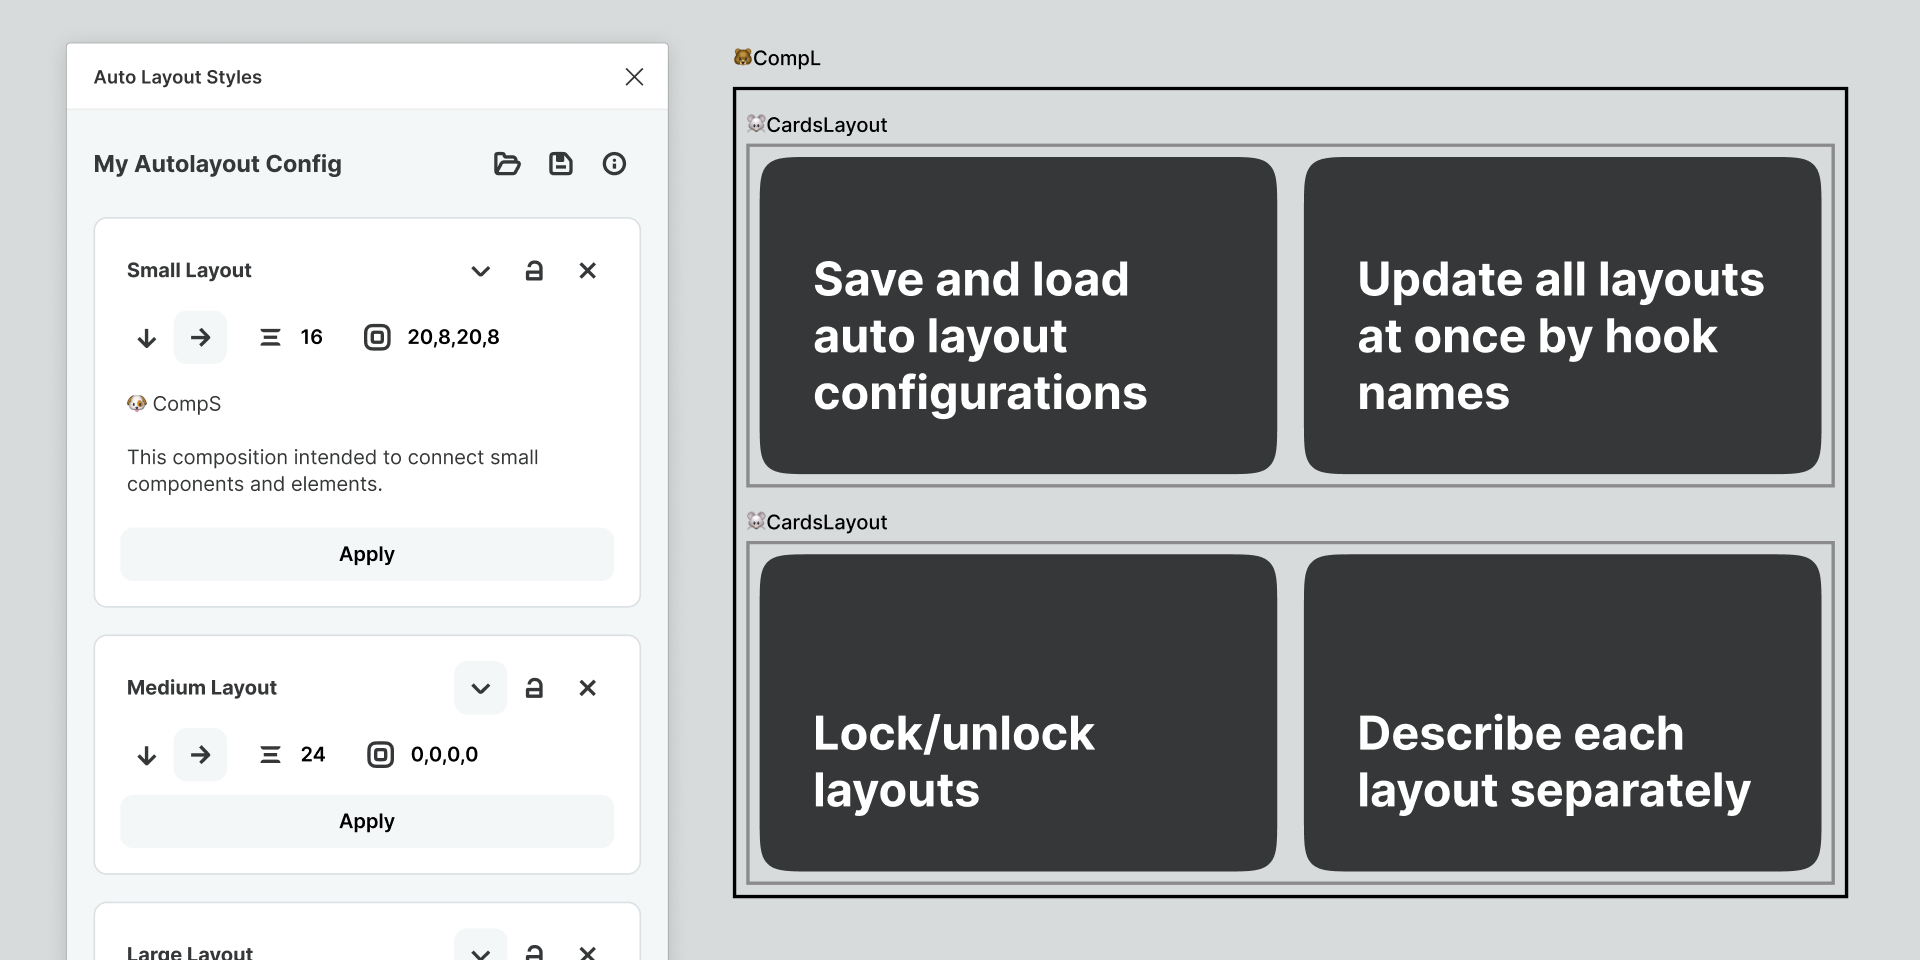 Auto Layout Styles
My Autolayout Config
Small Layout
16
20,8,20,8
🐶 CompS
This composition intended to connect small
components and elements.
Apply
Medium Layout
24
0,0,0,0
Apply
Large Layout
🐻CompL
🐭CardsLayout
Save and load
auto layout
configurations
Update all layouts
at once by hook
names
🐭CardsLayout
Lock/unlock
layouts
Describe each
layout separately